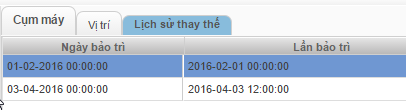 Cụm máy Vị trí Lịch sử thay thế
Ngày bảo trì Lần bảo trì
01-02-2016 00:00:00 2016-02-01 00:00:00
03-04-2016 00:00:00 2016-04-03 12:00:00